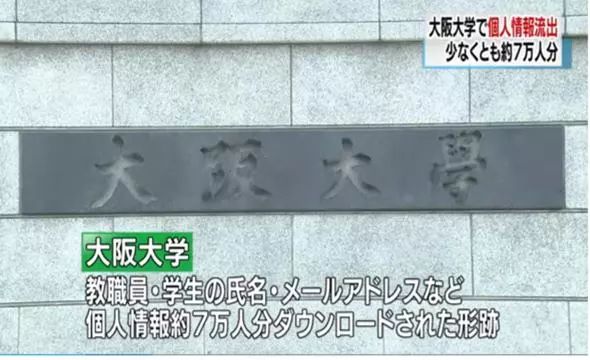 大阪大学で個人情報流出
少なくとも約7万人分
大阪大學
大阪大学
教職員・学生の氏名・メールアドレスなど
個人情報約7万人分ダウンロードされた形跡